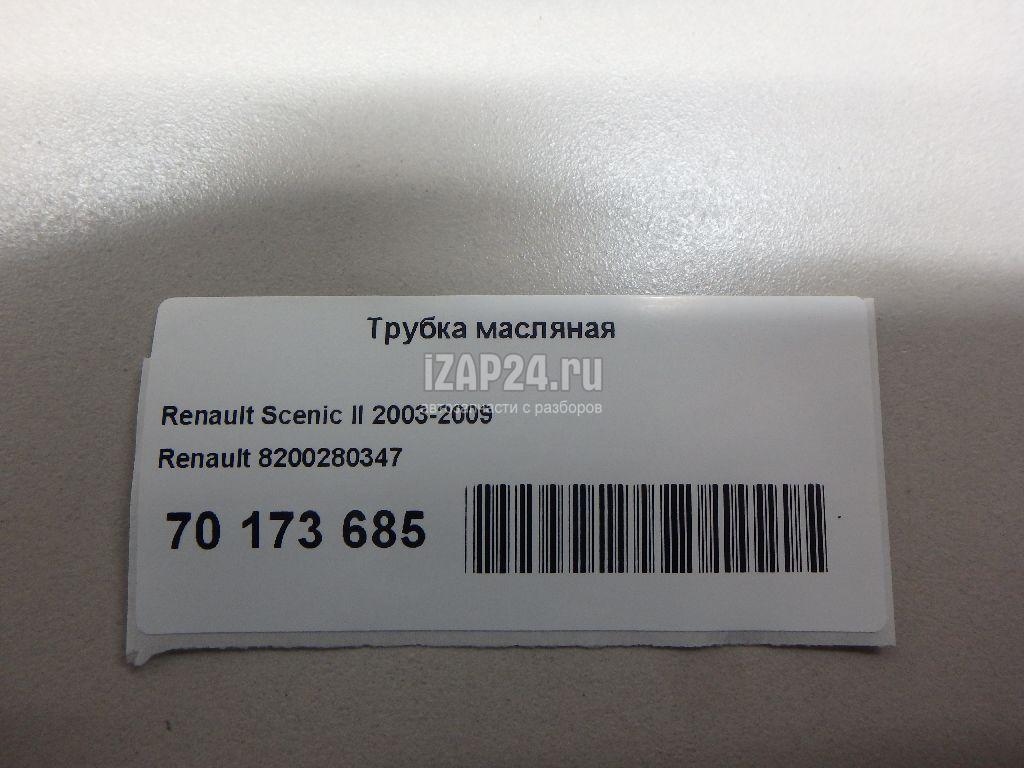 Трубка масляная
iZAP24.ru
автозапчасти с разборов
Renault Scenic II 2003-2009
Renault 8200280347
70 173 685